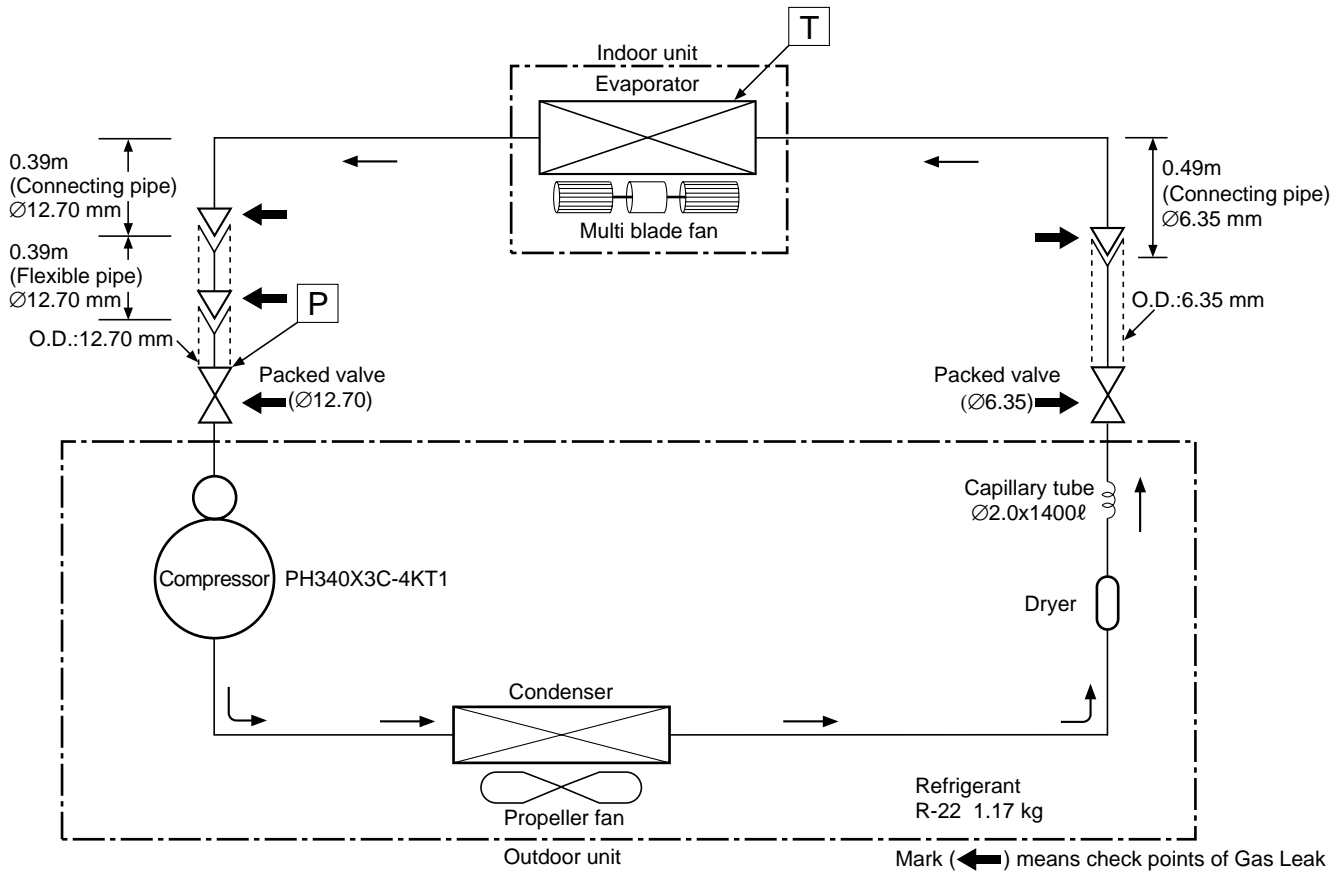 T
Indoor unit
Evaporator
Multi blade fan
0.39m
(Connecting pipe)
Ø12.70 mm
0.39m
(Flexible pipe)
Ø12.70 mm
O.D.:12.70 mm
P
Packed valve
(Ø12.70)
0.49m
(Connecting pipe)
Ø6.35 mm
O.D.:6.35 mm
Packed valve
(Ø6.35)
Capillary tube
Ø2.0x1400ℓ
Compressor
PH340X3C-4KT1
Dryer
Condenser
Propeller fan
Refrigerant
R-22 1.17 kg
Outdoor unit
Mark ( ) means check points of Gas Leak